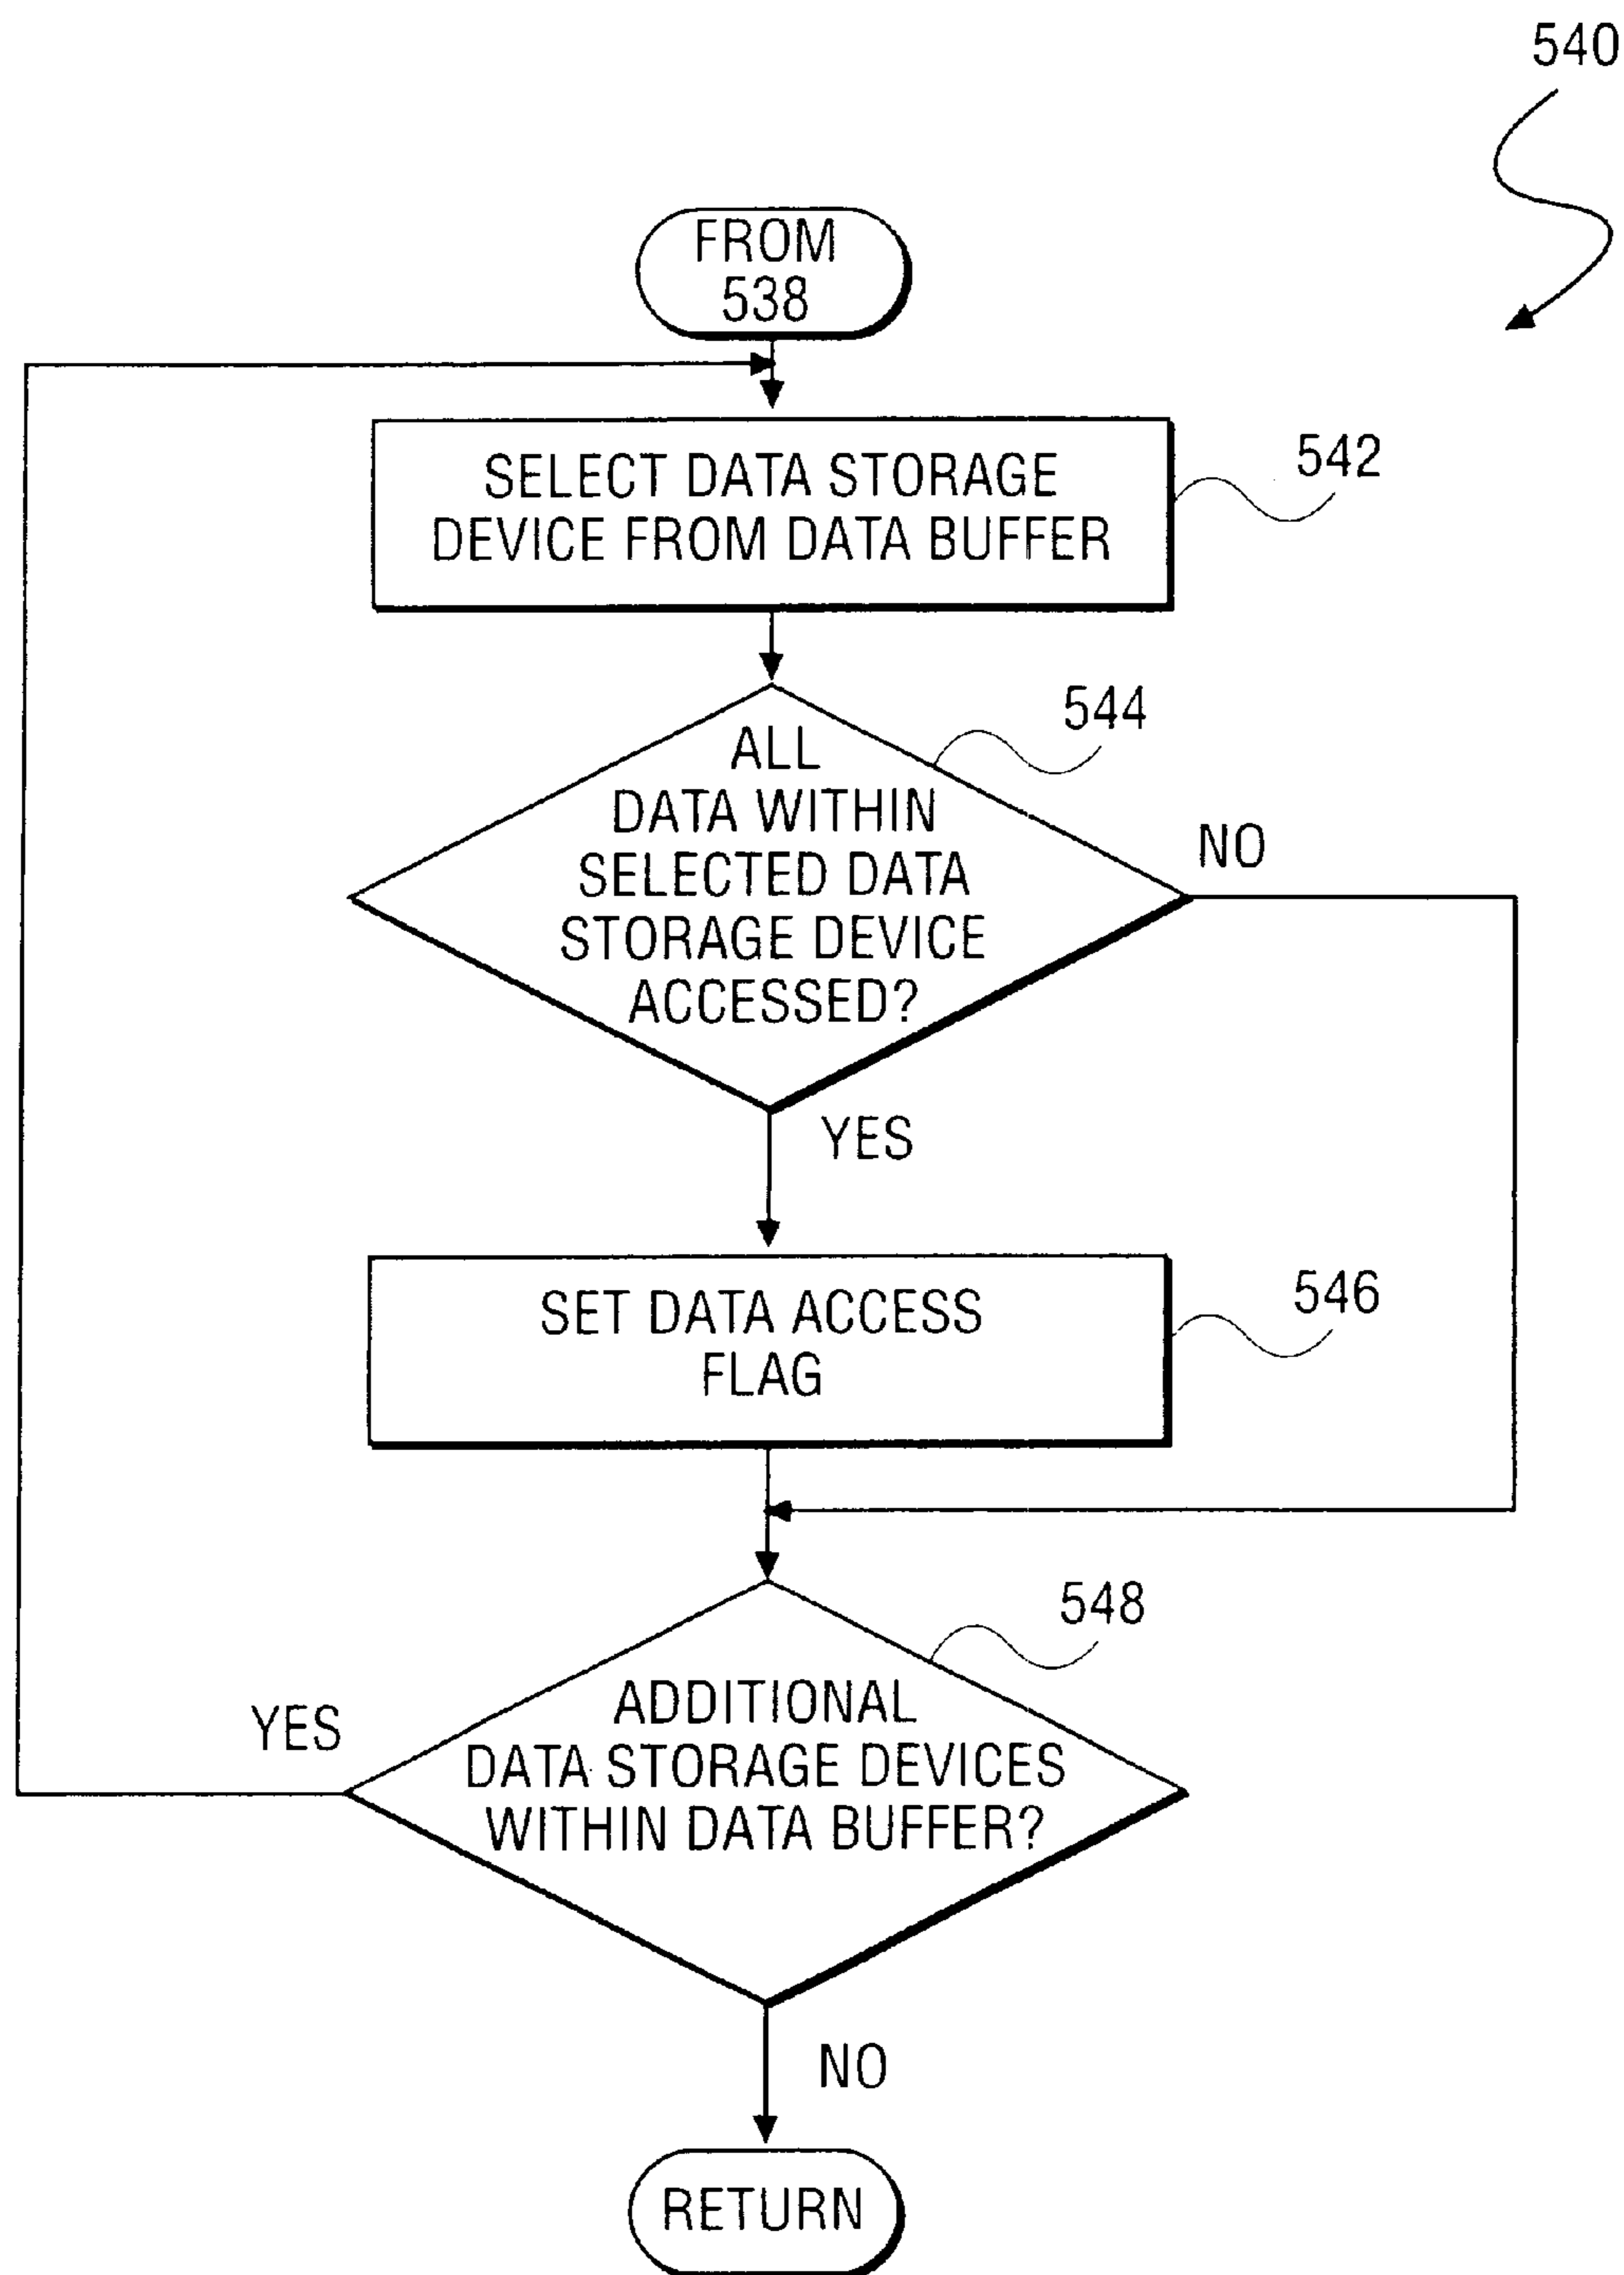 540
FROM
538
SELECT DATA STORAGE
DEVICE FROM DATA BUFFER
542
544
ALL
DATA WITHIN
SELECTED DATA
STORAGE DEVICE
ACCESSED?
NO
YES
SET DATA ACCESS
FLAG
546
548
ADDITIONAL
DATA STORAGE DEVICES
WITHIN DATA BUFFER?
YES
NO
RETURN